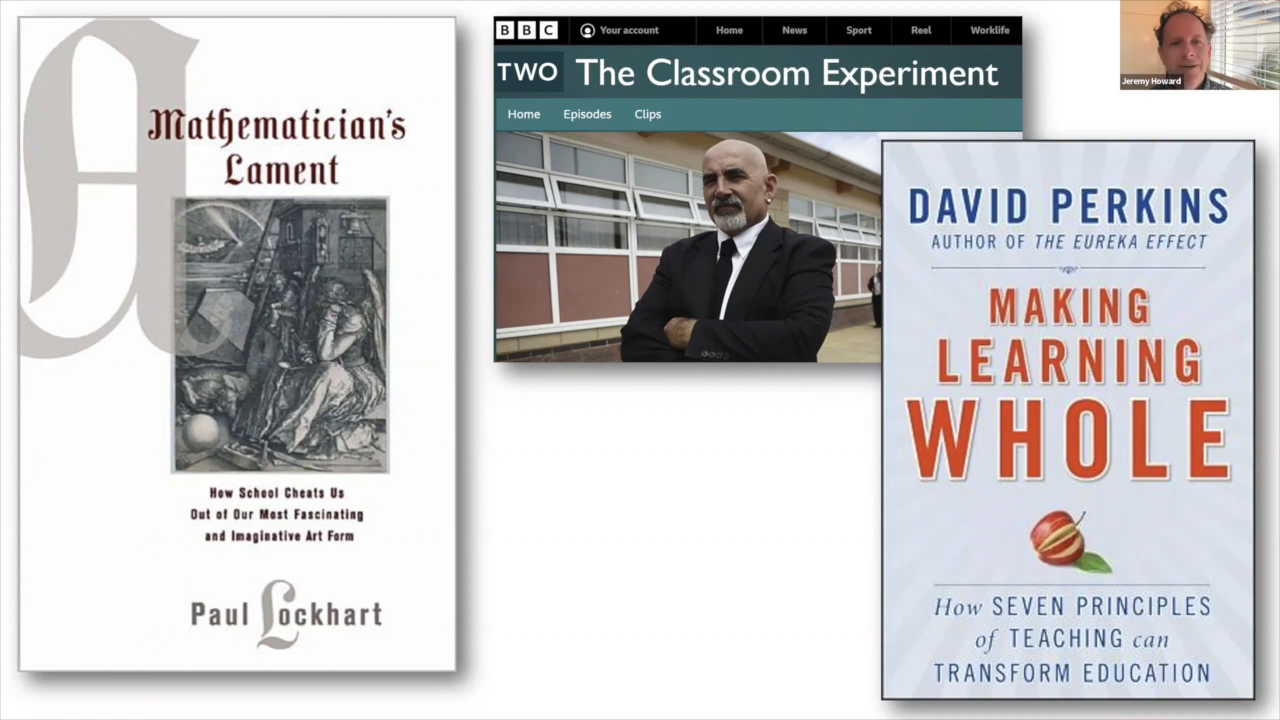 A
Mathematician's
Lament
How School Cheats Us
Out of Our Most Fascinating
and Imaginative Art Form
Paul Lockhart
BBC
Your account
Home
News
Sport
Reel
Worklife
TWO
The Classroom Experiment
Home
Episodes
Clips
DAVID PERKINS
AUTHOR OF THE EUREKA EFFECT
MAKING
LEARNING
WHOLE
How SEVEN PRINCIPLES
of TEACHING can
TRANSFORM EDUCATION
Jeremy Howard